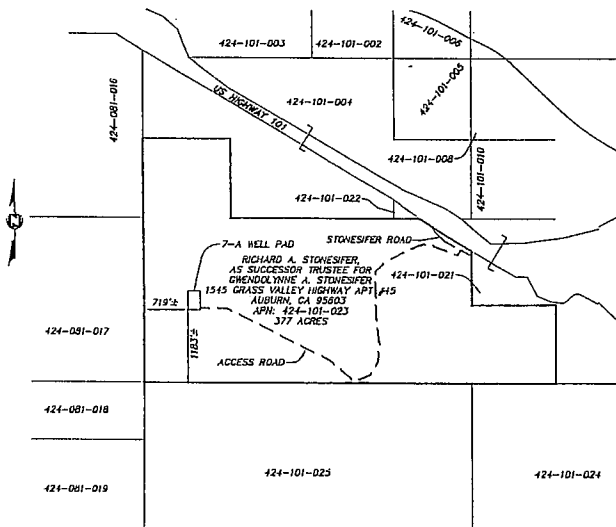 424-101-003
424-101-002
424-101-006
424-101-005
424-081-016
US HIGHWAY 101
424-101-004
424-101-008
424-101-010
424-101-022
N
STONESIFER ROAD
7-A WELL PAD
RICHARD A. STONESIFER,
AS SUCCESSOR TRUSTEE FOR
GWENDOLYNNE A. STONESIFER
1545 GRASS VALLEY HIGHWAY APT #45
AUBURN, CA 95603
APN: 424-101-023
377 ACRES
424-101-021
719'±
1183'±
424-081-017
ACCESS ROAD
424-081-018
424-101-025
424-101-024
424-081-019